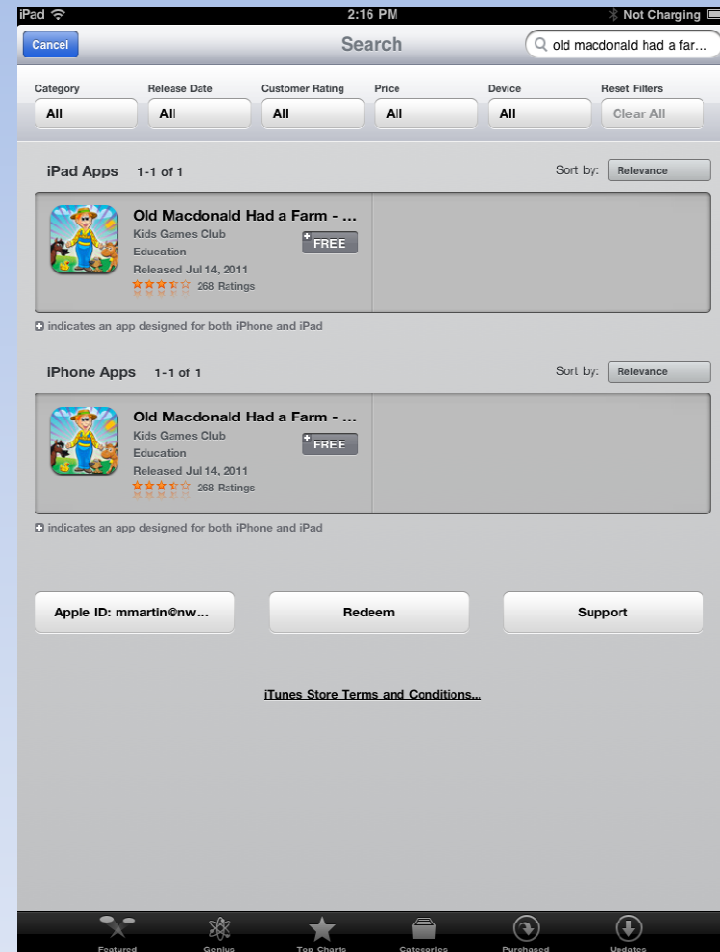 iPad 2:16 PM Not Charging
Cancel Search old macdonald had a far...
Category Release Date Customer Rating Price Device Reset Filters
All All All All All Clear All
iPad Apps 1-1 of 1 Sort by: Relevance
Old Macdonald Had a Farm - ...
Kids Games Club
+ FREE
Education
Released Jul 14, 2011
268 Ratings
+ indicates an app designed for both iPhone and iPad
iPhone Apps 1-1 of 1 Sort by: Relevance
Old Macdonald Had a Farm - ...
Kids Games Club
+ FREE
Education
Released Jul 14, 2011
268 Ratings
+ indicates an app designed for both iPhone and iPad
Apple ID: mmartin@nw... Redeem Support
iTunes Store Terms and Conditions...
Featured Genius Top Charts Categories Purchased Updates